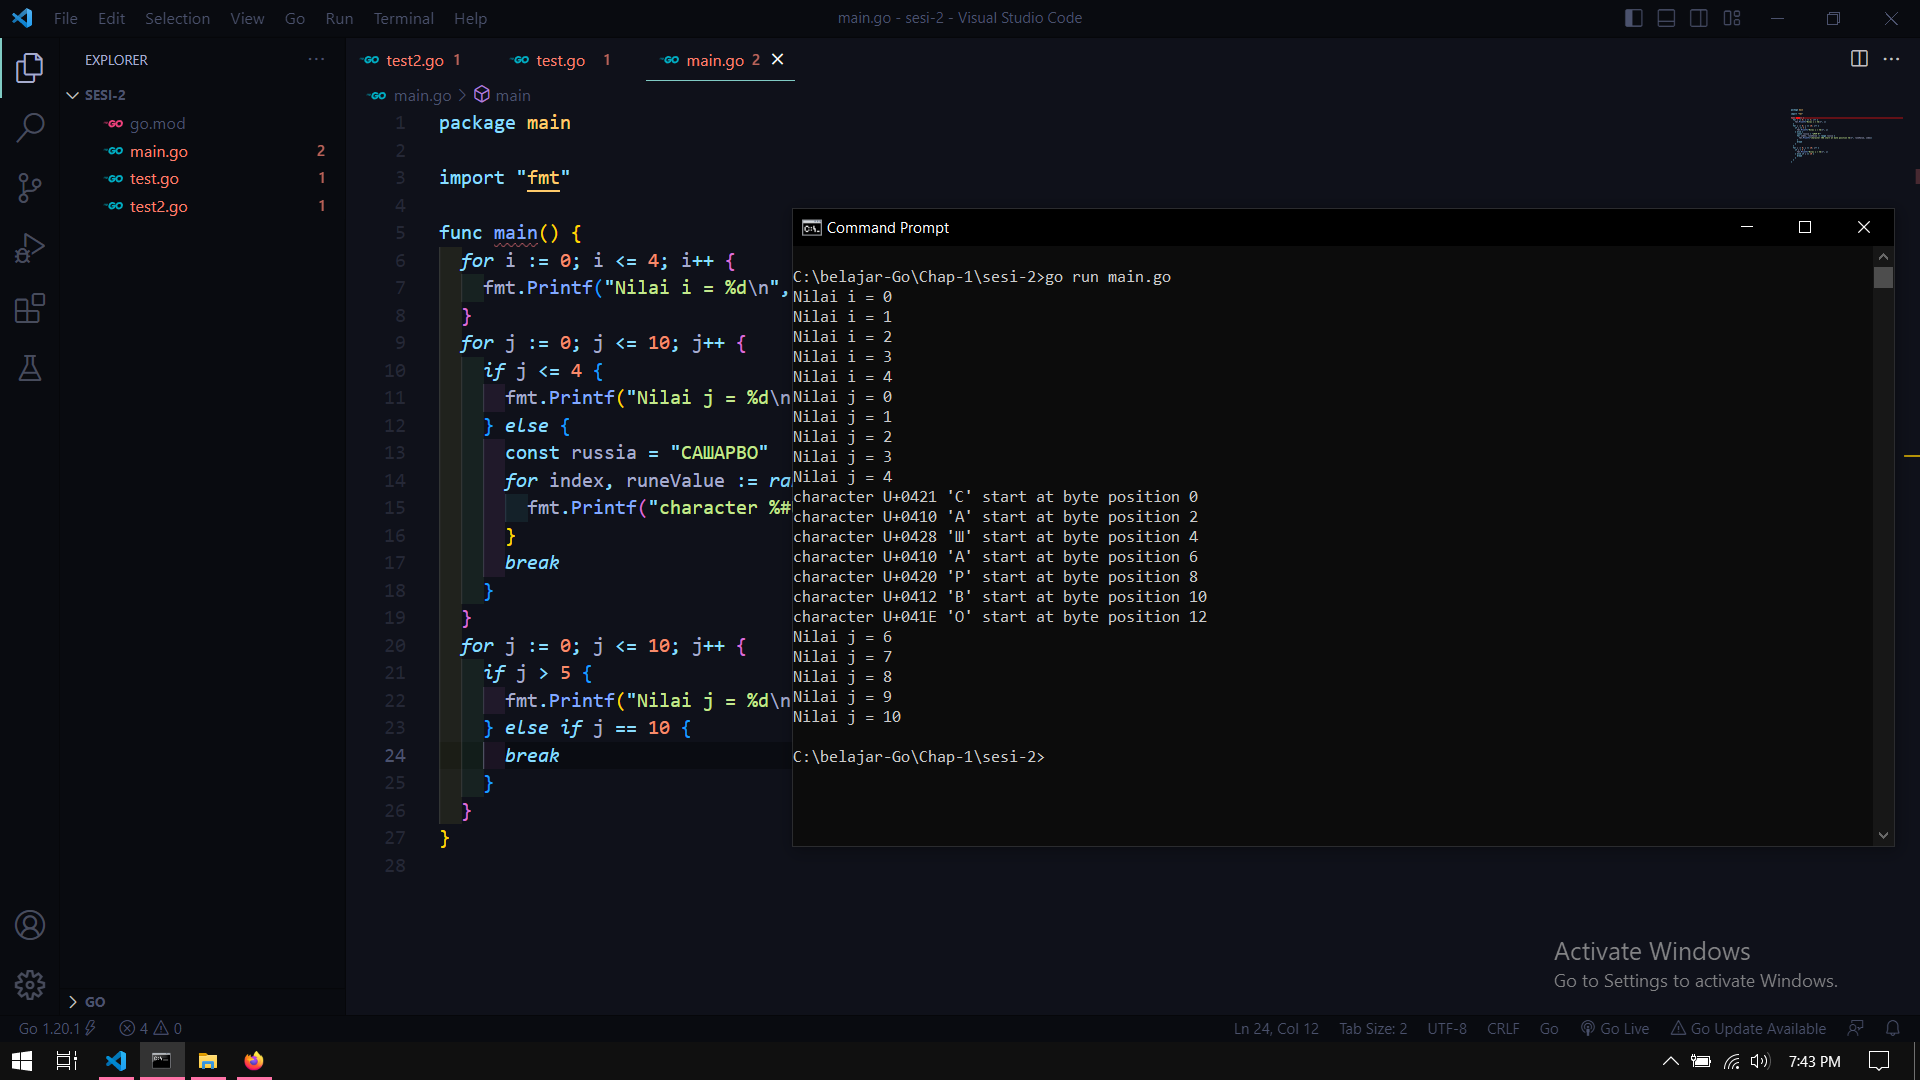 File Edit Selection View Go Run Terminal Help
main.go - sesi-2 - Visual Studio Code
EXPLORER
SESI-2
go.mod
main.go 2
test.go 1
test2.go 1
GO
test2.go 1 test.go 1 main.go 2
main.go > main
1 package main
2
3 import "fmt"
4
5 func main() {
6 for i := 0; i <= 4; i++ {
7 fmt.Printf("Nilai i = %d\n",
8 }
9 for j := 0; j <= 10; j++ {
10 if j <= 4 {
11 fmt.Printf("Nilai j = %d\n
12 } else {
13 const russia = "САШАРВО"
14 for index, runeValue := ra
15 fmt.Printf("character %#
16 }
17 break
18 }
19 }
20 for j := 0; j <= 10; j++ {
21 if j > 5 {
22 fmt.Printf("Nilai j = %d\n
23 } else if j == 10 {
24 break
25 }
26 }
27 }
28
Command Prompt
C:\belajar-Go\Chap-1\sesi-2>go run main.go
Nilai i = 0
Nilai i = 1
Nilai i = 2
Nilai i = 3
Nilai i = 4
Nilai j = 0
Nilai j = 1
Nilai j = 2
Nilai j = 3
Nilai j = 4
character U+0421 'С' start at byte position 0
character U+0410 'А' start at byte position 2
character U+0428 'Ш' start at byte position 4
character U+0410 'А' start at byte position 6
character U+0420 'Р' start at byte position 8
character U+0412 'В' start at byte position 10
character U+041E 'О' start at byte position 12
Nilai j = 6
Nilai j = 7
Nilai j = 8
Nilai j = 9
Nilai j = 10
C:\belajar-Go\Chap-1\sesi-2>
Activate Windows
Go to Settings to activate Windows.
Go 1.20.1 4 0 Ln 24, Col 12 Tab Size: 2 UTF-8 CRLF Go Go Live Go Update Available
7:43 PM